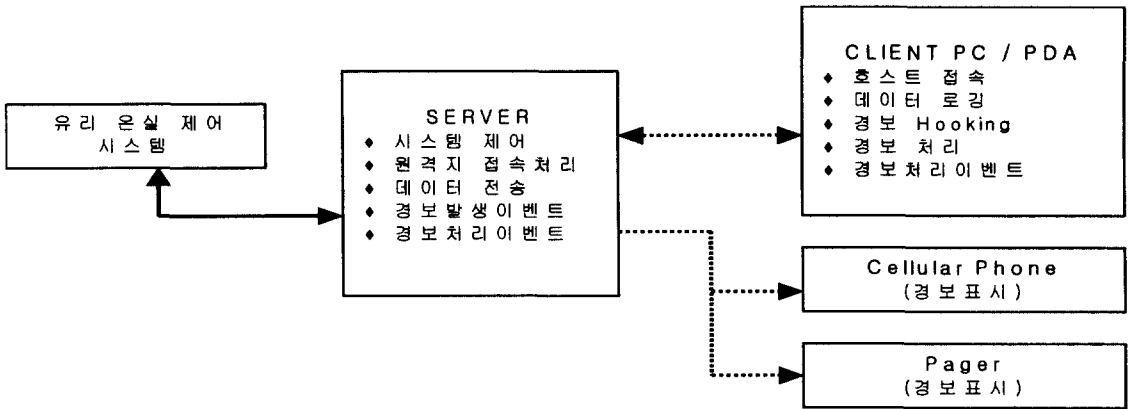 유리 온실 제어
시스템
SERVER
♦ 시스템 제어
♦ 원격지 접속처리
♦ 데이터 전송
♦ 경보발생이벤트
♦ 경보처리이벤트
CLIENT PC / PDA
♦ 호스트 접속
♦ 데이터 로깅
♦ 경보 Hooking
♦ 경보 처리
♦ 경보처리이벤트
Cellular Phone
(경보표시)
Pager
(경보표시)